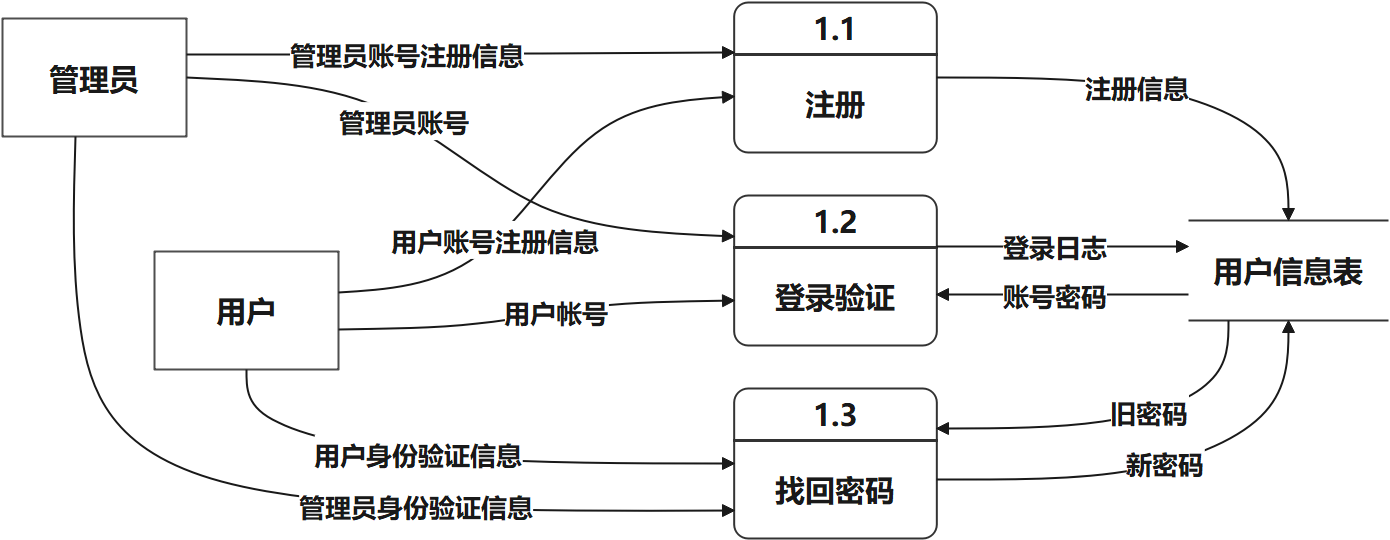 1.1
管理员账号注册信息
管理员
注册信息
注册
管理员账号
1.2
用户账号注册信息
登录日志
用户信息表
登录验证
账号密码
用户
用户帐号
1.3
旧密码
用户身份验证信息
新密码
找回密码
管理员身份验证信息